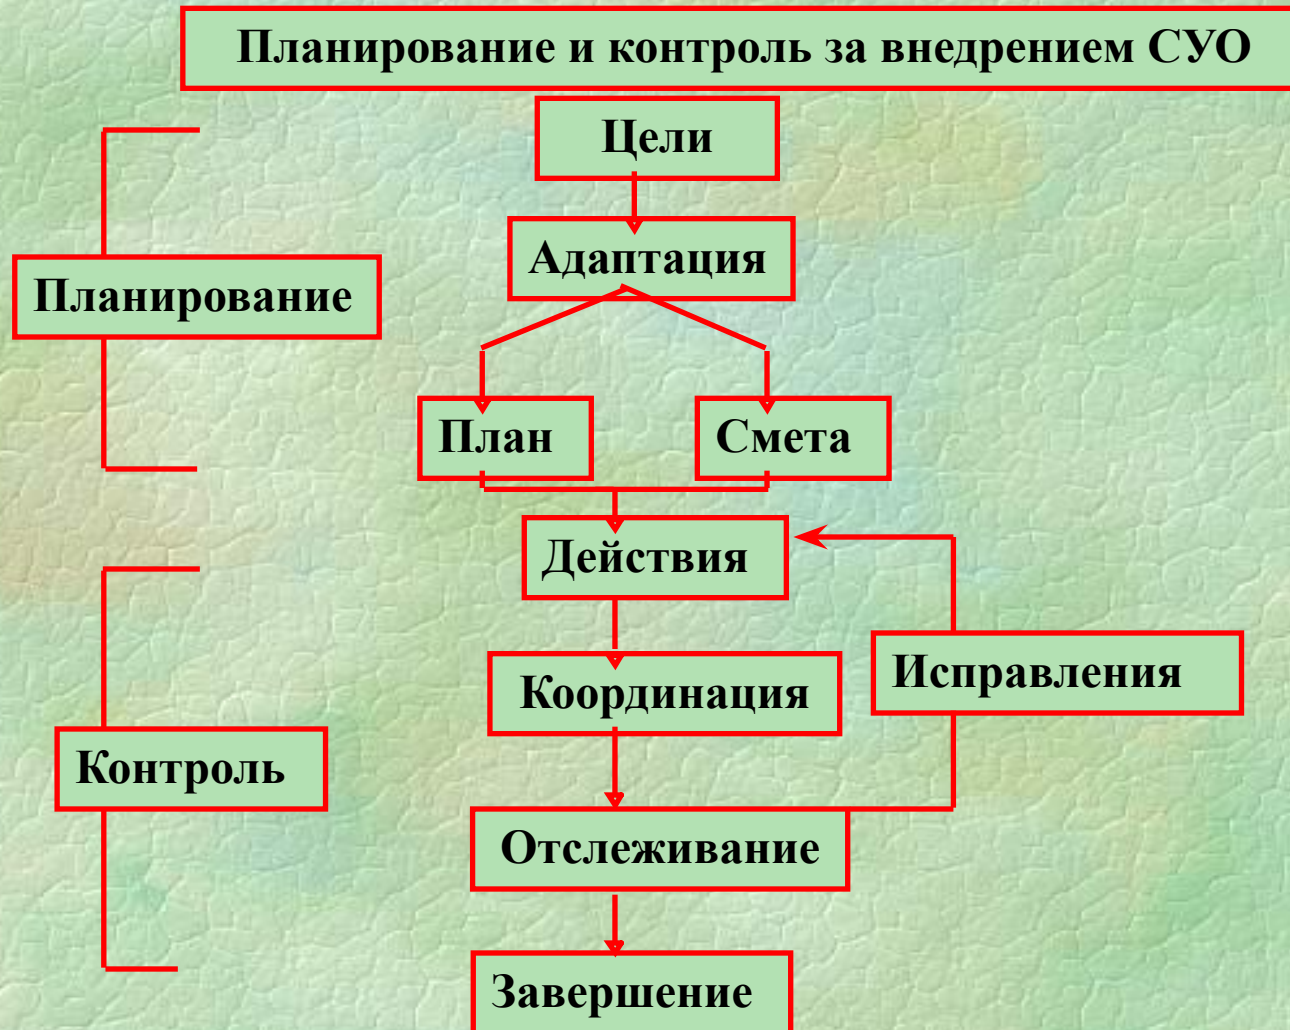 Планирование и контроль за внедрением СУО
Цели
Адаптация
Планирование
План
Смета
Действия
Исправления
Координация
Контроль
Отслеживание
Завершение